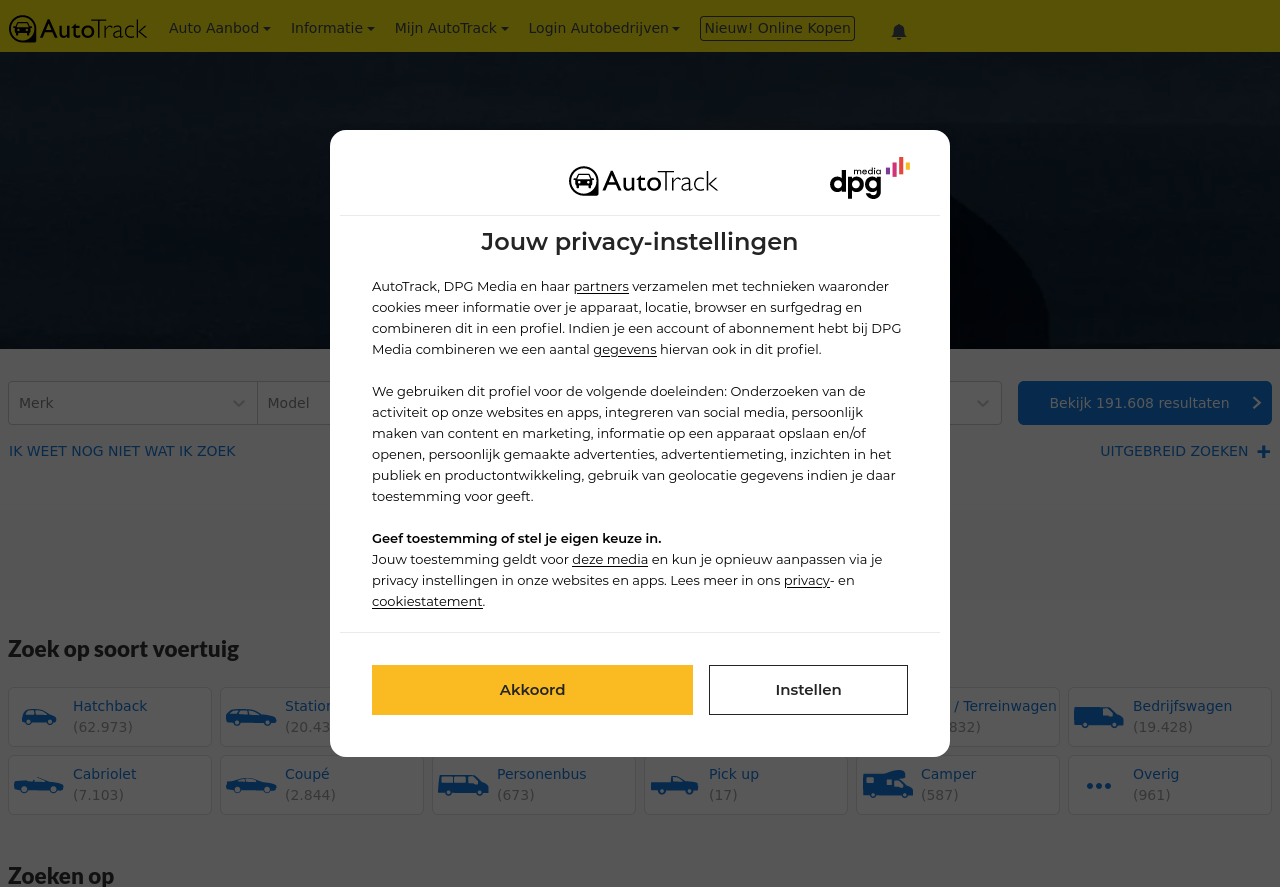 AutoTrack
Auto Aanbod
Informatie
Mijn AutoTrack
Login Autobedrijven
Nieuw! Online Kopen
AutoTrack
dpg media
Jouw privacy-instellingen
AutoTrack, DPG Media en haar partners verzamelen met technieken waaronder
cookies meer informatie over je apparaat, locatie, browser en surfgedrag en
combineren dit in een profiel. Indien je een account of abonnement hebt bij DPG
Media combineren we een aantal gegevens hiervan ook in dit profiel.
We gebruiken dit profiel voor de volgende doeleinden: Onderzoeken van de
activiteit op onze websites en apps, integreren van social media, persoonlijk
maken van content en marketing, informatie op een apparaat opslaan en/of
openen, persoonlijk gemaakte advertenties, advertentiemeting, inzichten in het
publiek en productontwikkeling, gebruik van geolocatie gegevens indien je daar
toestemming voor geeft.
Geef toestemming of stel je eigen keuze in.
Jouw toestemming geldt voor deze media en kun je opnieuw aanpassen via je
privacy instellingen in onze websites en apps. Lees meer in ons privacy- en
cookiestatement.
Akkoord
Instellen
Merk
Model
Bekijk 191.608 resultaten
IK WEET NOG NIET WAT IK ZOEK
UITGEBREID ZOEKEN
Zoek op soort voertuig
Hatchback
(62.973)
/ Terreinwagen
Bedrijfswagen
(19.428)
Cabriolet
(7.103)
Coupé
(2.844)
Personenbus
(673)
Pick up
(17)
Camper
(587)
Overig
(961)
Zoeken op